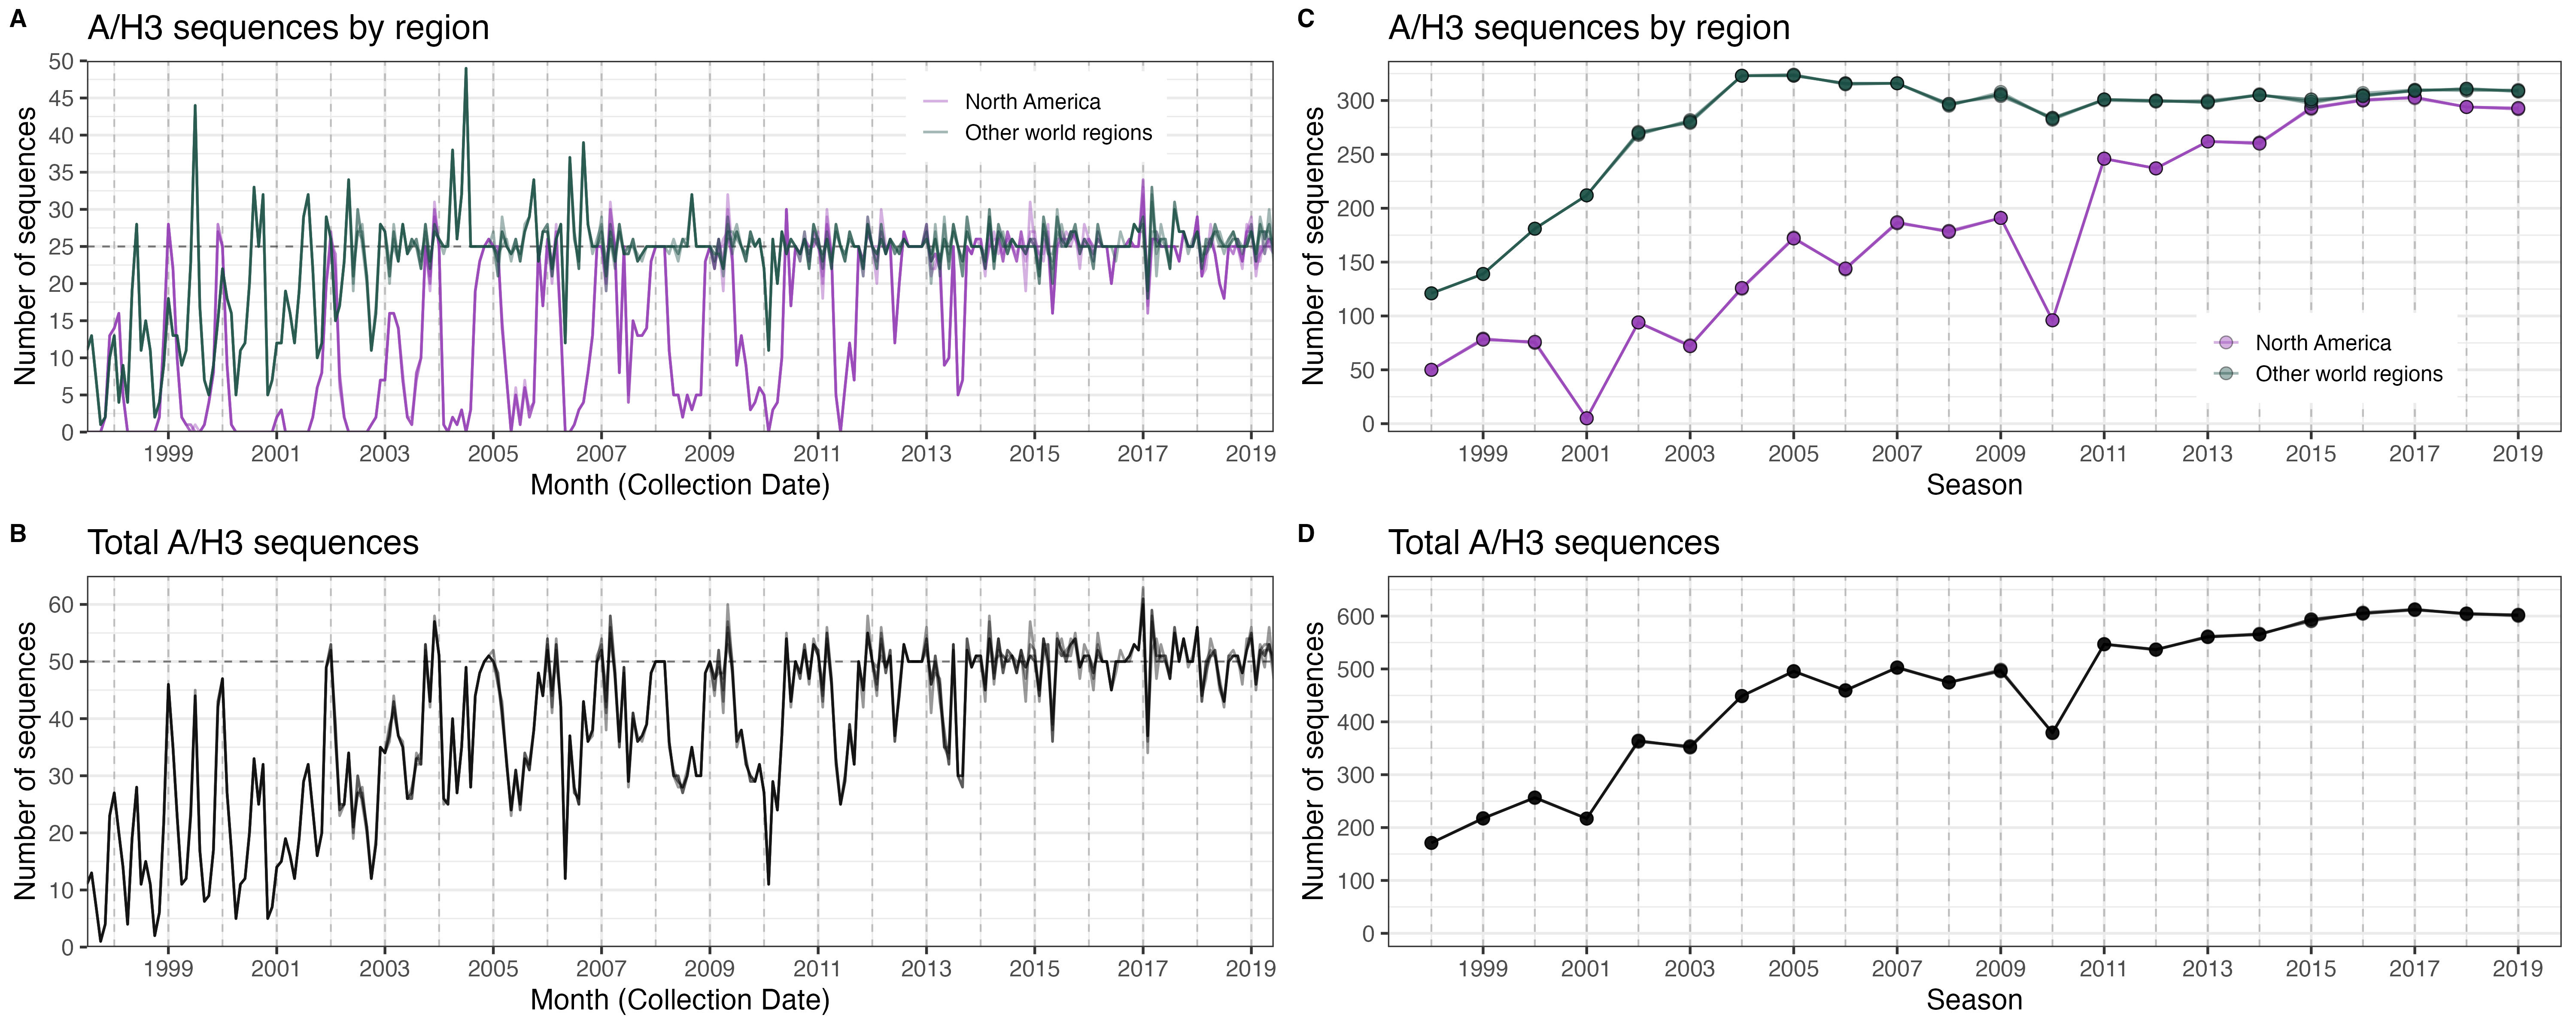 A
A/H3 sequences by region
50
45
40
35
30
25
20
15
10
5
0
Number of sequences
North America
Other world regions
1999 2001 2003 2005 2007 2009 2011 2013 2015 2017 2019
Month (Collection Date)
B
Total A/H3 sequences
60
50
40
30
20
10
0
Number of sequences
1999 2001 2003 2005 2007 2009 2011 2013 2015 2017 2019
Month (Collection Date)
C
A/H3 sequences by region
300
250
200
150
100
50
0
Number of sequences
North America
Other world regions
1999 2001 2003 2005 2007 2009 2011 2013 2015 2017 2019
Season
D
Total A/H3 sequences
600
500
400
300
200
100
0
Number of sequences
1999 2001 2003 2005 2007 2009 2011 2013 2015 2017 2019
Season